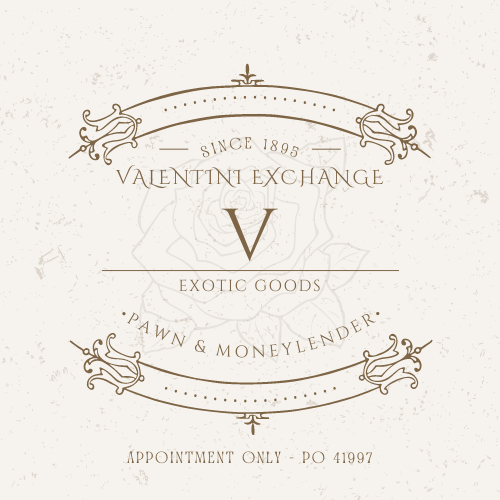 SINCE 1895
VALENTINI EXCHANGE
V
EXOTIC GOODS
•PAWN & MONEYLENDER•
APPOINTMENT ONLY - PO 41997